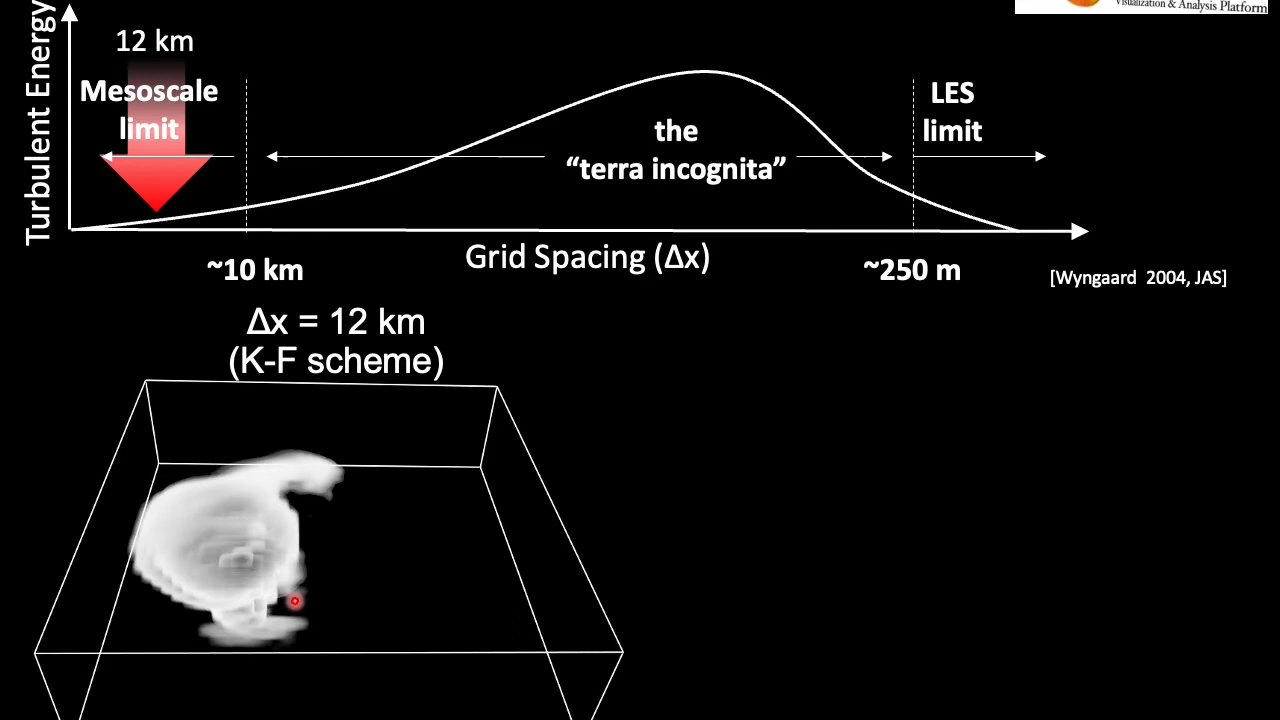 Visualization & Analysis Platform
Turbulent Energy
12 km
Mesoscale
limit
the
“terra incognita”
LES
limit
Grid Spacing (Δx)
~10 km
~250 m
[Wyngaard 2004, JAS]
Δx = 12 km
(K-F scheme)